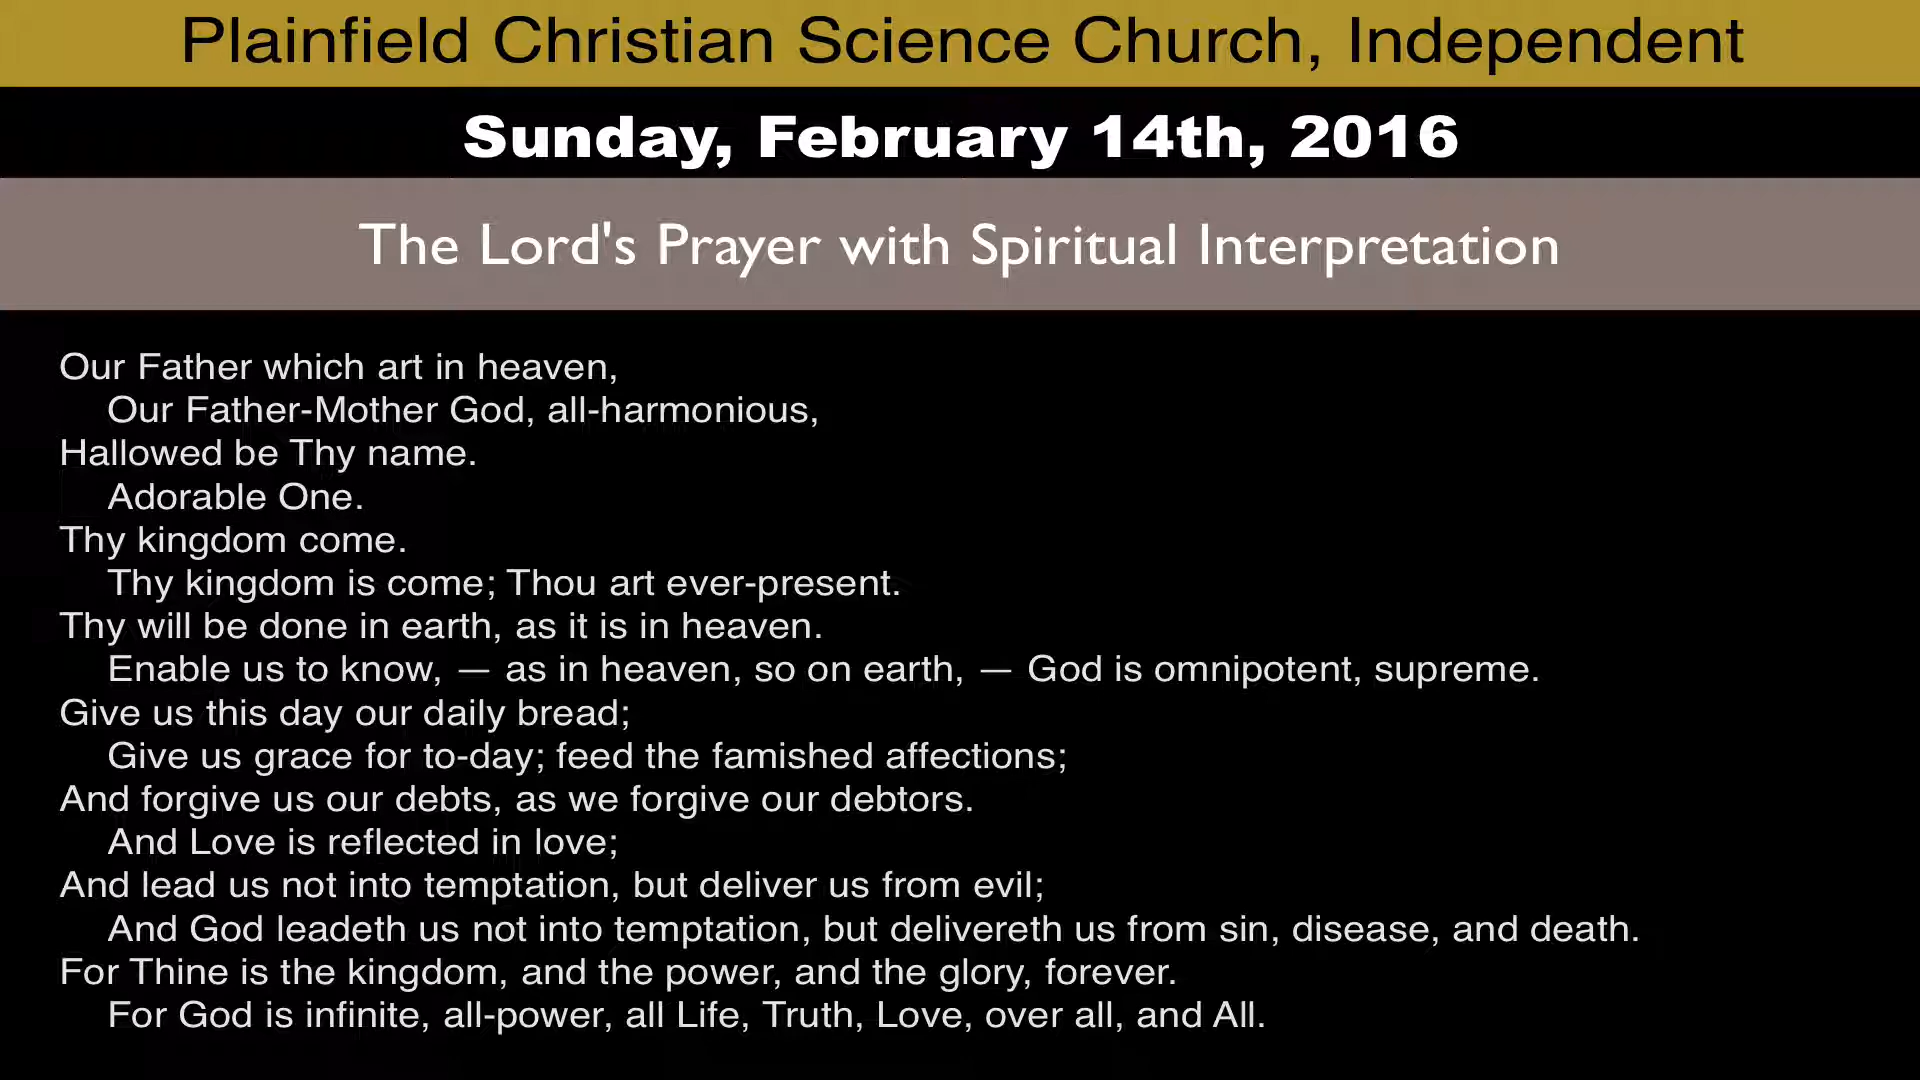 Plainfield Christian Science Church, Independent
Sunday, February 14th, 2016
The Lord's Prayer with Spiritual Interpretation
Our Father which art in heaven,
Our Father-Mother God, all-harmonious,
Hallowed be Thy name.
Adorable One.
Thy kingdom come.
Thy kingdom is come; Thou art ever-present.
Thy will be done in earth, as it is in heaven.
Enable us to know, — as in heaven, so on earth, — God is omnipotent, supreme.
Give us this day our daily bread;
Give us grace for to-day; feed the famished affections;
And forgive us our debts, as we forgive our debtors.
And Love is reflected in love;
And lead us not into temptation, but deliver us from evil;
And God leadeth us not into temptation, but delivereth us from sin, disease, and death.
For Thine is the kingdom, and the power, and the glory, forever.
For God is infinite, all-power, all Life, Truth, Love, over all, and All.